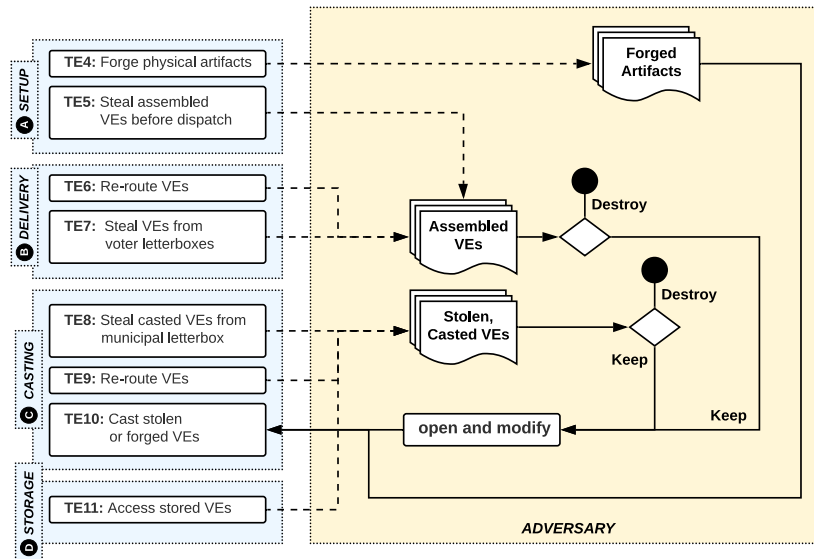 A SETUP
TE4: Forge physical artifacts
TE5: Steal assembled
VEs before dispatch
B DELIVERY
TE6: Re-route VEs
TE7: Steal VEs from
voter letterboxes
C CASTING
TE8: Steal casted VEs from
municipal letterbox
TE9: Re-route VEs
TE10: Cast stolen
or forged VEs
D STORAGE
TE11: Access stored VEs
Forged
Artifacts
Assembled
VEs
Destroy
Stolen,
Casted VEs
Destroy
Keep
Keep
open and modify
ADVERSARY